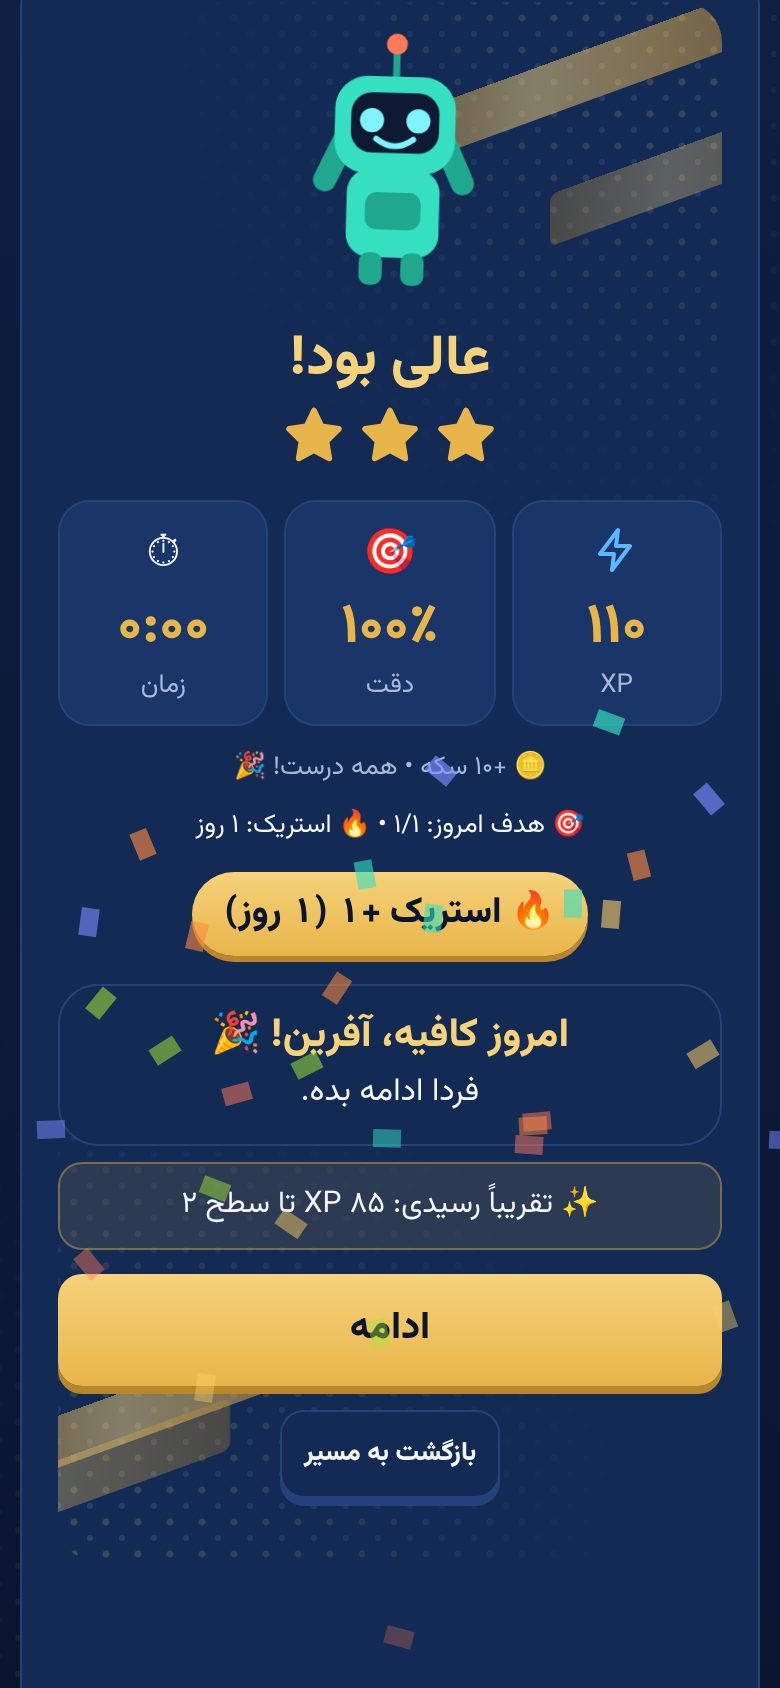 عالی بود!
۱۱۰
XP
۱۰۰٪
دقت
۰:۰۰
زمان
🪙 +۱۰ سکه • همه درست! 🎉
🎯 هدف امروز: ۱/۱ • 🔥 استریک: ۱ روز
🔥 استریک +۱ (۱ روز)
امروز کافیه، آفرین! 🎉
فردا ادامه بده.
✨ تقریباً رسیدی: ۸۵ XP تا سطح ۲
ادامه
بازگشت به مسیر